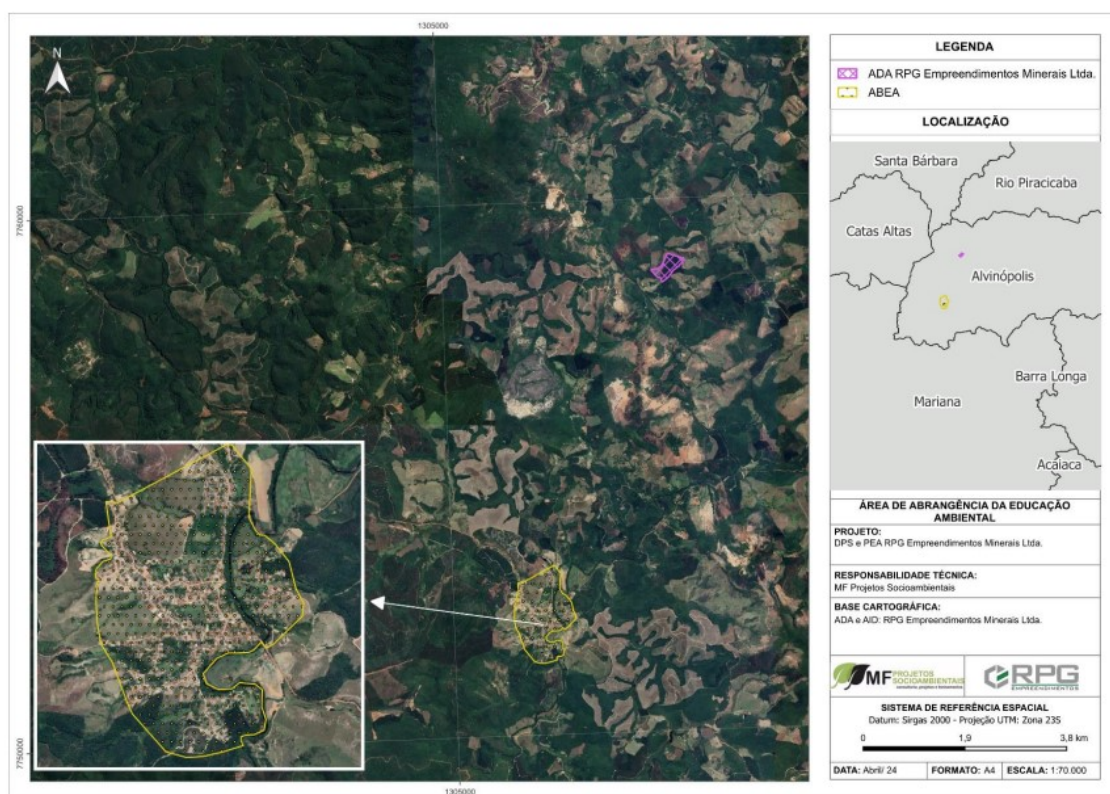 1305000
N
7760000
7750000
1305000
LEGENDA
ADA RPG Empreendimentos Minerais Ltda.
ABEA
LOCALIZAÇÃO
Santa Bárbara
Rio Piracicaba
Catas Altas
Alvinópolis
Barra Longa
Mariana
Acaiaca
ÁREA DE ABRANGÊNCIA DA EDUCAÇÃO
AMBIENTAL
PROJETO:
DPS e PEA RPG Empreendimentos Minerais Ltda.
RESPONSABILIDADE TÉCNICA:
MF Projetos Socioambientais
BASE CARTOGRÁFICA:
ADA e AID: RPG Empreendimentos Minerais Ltda.
MF PROJETOS
SOCIOAMBIENTAIS
RPG
EMPREENDIMENTOS
SISTEMA DE REFERÊNCIA ESPACIAL
Datum: Sirgas 2000 - Projeção UTM: Zona 23S
0 1,9 3,8 km
DATA: Abril/ 24 FORMATO: A4 ESCALA: 1:70.000